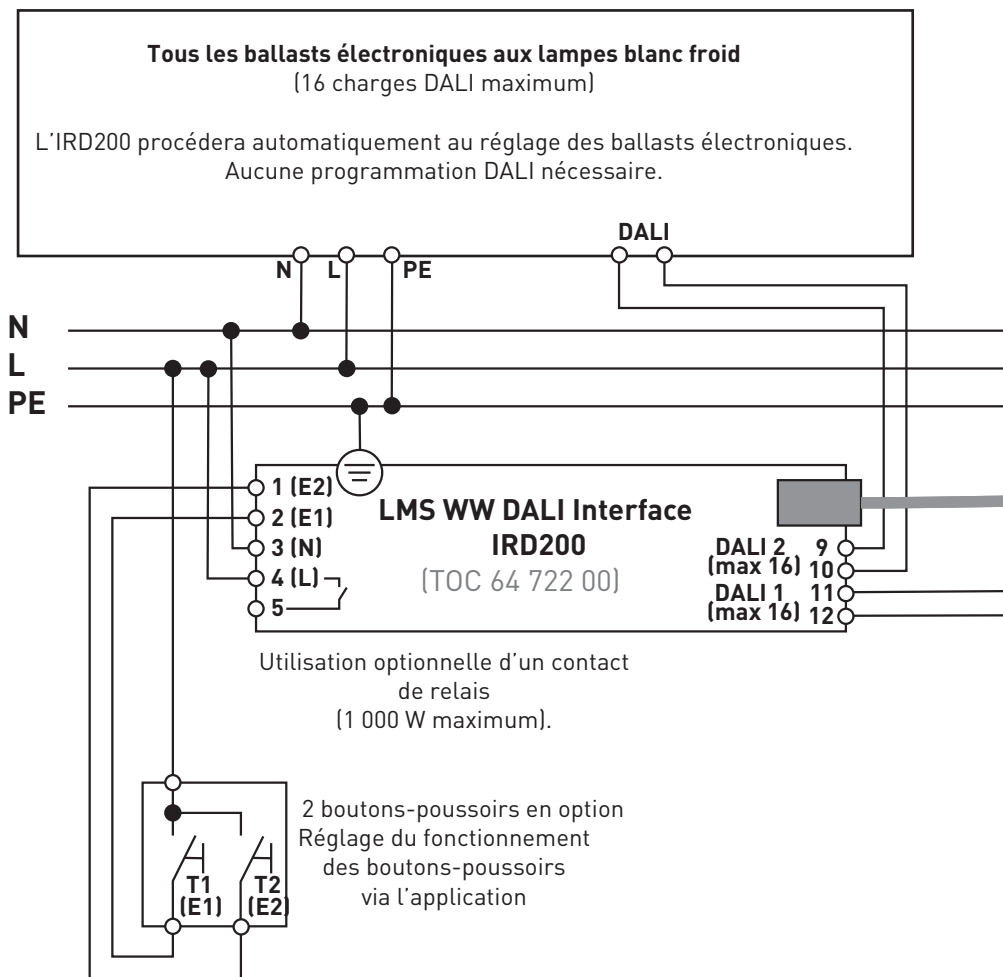 Tous les ballasts électroniques aux lampes blanc froid
(16 charges DALI maximum)
L'IRD200 procédera automatiquement au réglage des ballasts électroniques.
Aucune programmation DALI nécessaire.
DALI
N
L
PE
N
L
PE
1 (E2)
2 (E1)
3 (N)
4 (L)
5
LMS WW DALI Interface
IRD200
(TOC 64 722 00)
DALI 2 9
(max 16) 10
DALI 1 11
(max 16) 12
Utilisation optionnelle d'un contact
de relais
(1 000 W maximum).
2 boutons-poussoirs en option
Réglage du fonctionnement
des boutons-poussoirs
via l'application
T1
(E1)
T2
(E2)